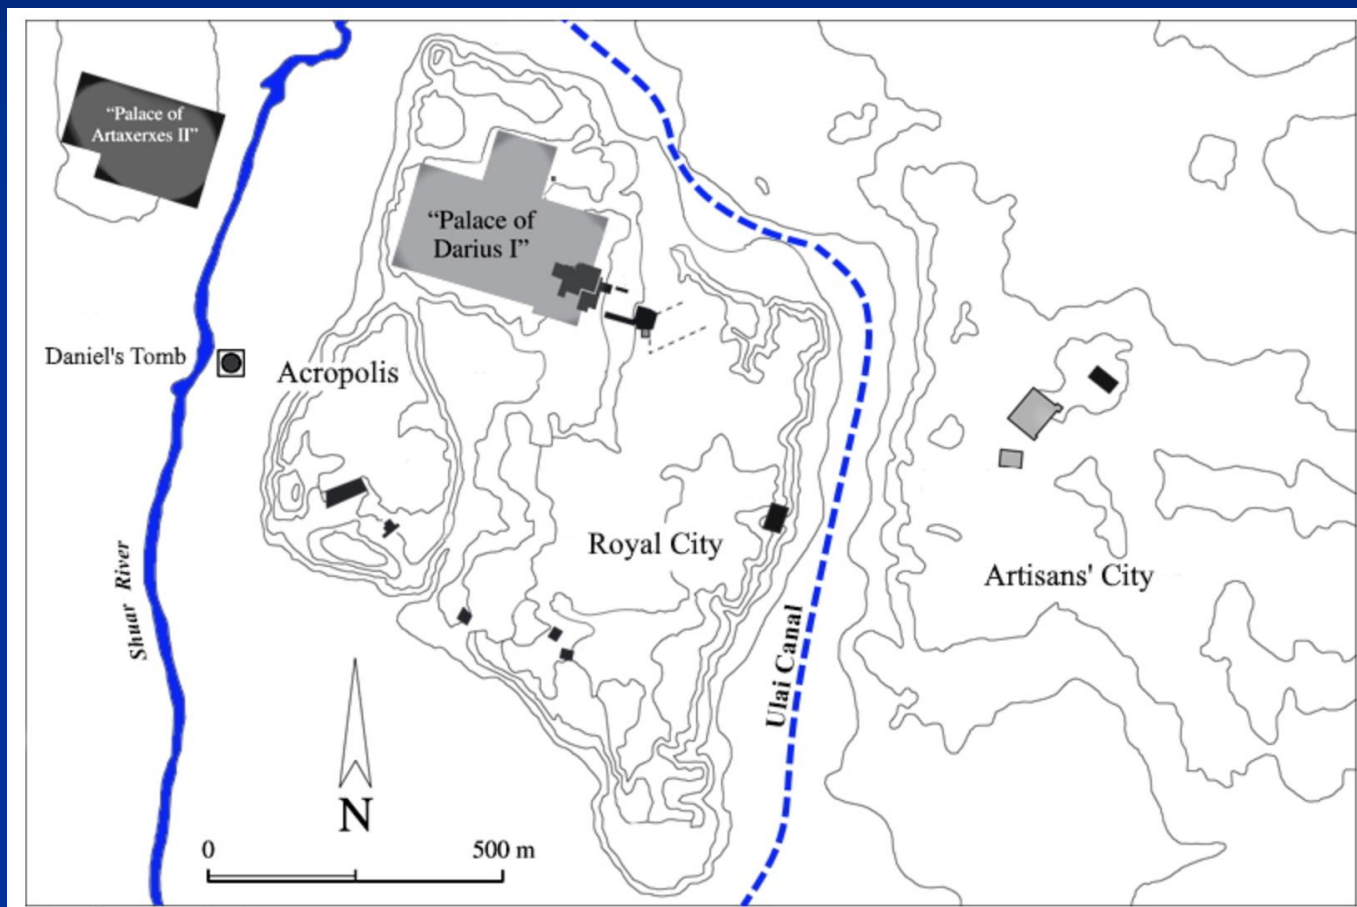 “Palace of
Artaxerxes II”
“Palace of
Darius I”
Daniel's Tomb
Acropolis
Royal City
Artisans' City
Shuar River
Ulai Canal
N
0 500 m